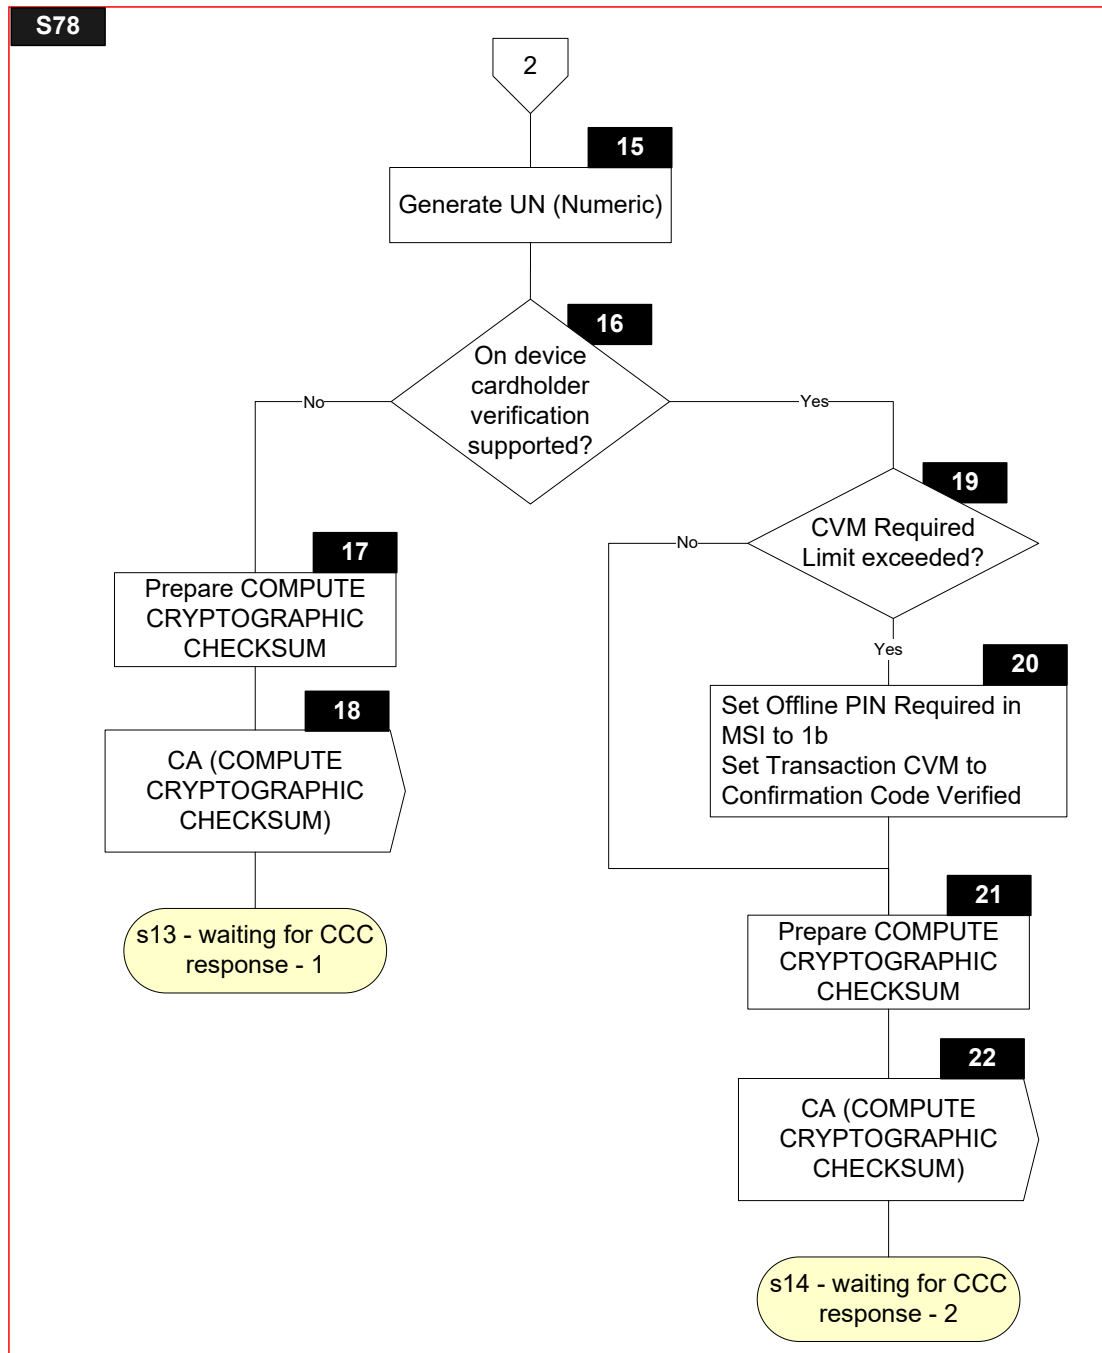 S78
2
15
Generate UN (Numeric)
16
On device
cardholder
verification
supported?
No
Yes
19
CVM Required
Limit exceeded?
No
Yes
17
Prepare COMPUTE
CRYPTOGRAPHIC
CHECKSUM
18
CA (COMPUTE
CRYPTOGRAPHIC
CHECKSUM)
s13 - waiting for CCC
response - 1
20
Set Offline PIN Required in
MSI to 1b
Set Transaction CVM to
Confirmation Code Verified
21
Prepare COMPUTE
CRYPTOGRAPHIC
CHECKSUM
22
CA (COMPUTE
CRYPTOGRAPHIC
CHECKSUM)
s14 - waiting for CCC
response - 2